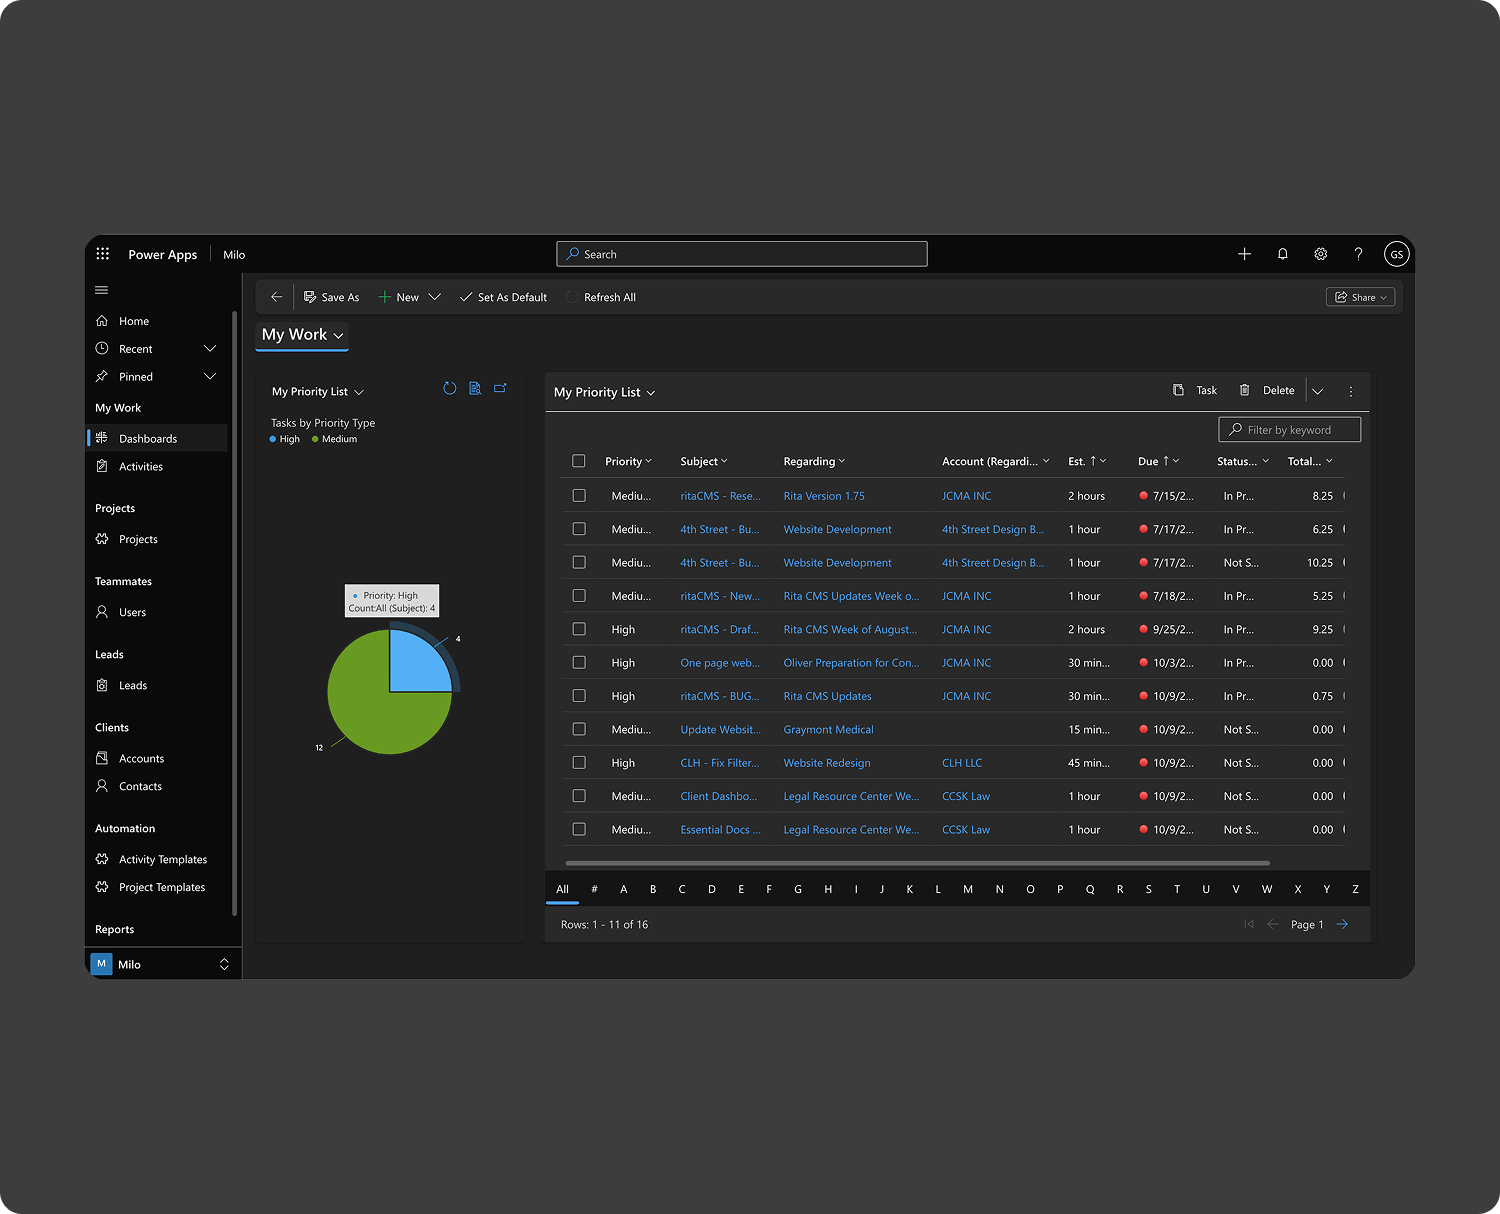 Power Apps Milo Search GS
Save As New Set As Default Refresh All Share
Home
Recent
Pinned
My Work
Dashboards
Activities
Projects
Projects
Teammates
Users
Leads
Leads
Clients
Accounts
Contacts
Automation
Activity Templates
Project Templates
Reports
M Milo
My Work
My Priority List
Tasks by Priority Type
High Medium
Priority: High
Count:All (Subject): 4
4
12
My Priority List Task Delete
Filter by keyword
Priority Subject Regarding Account (Regardi... Est. ↑ Due ↑ Status... Total...
Mediu... ritaCMS - Rese... Rita Version 1.75 JCMA INC 2 hours 7/15/2... In Pr... 8.25
Mediu... 4th Street - Bu... Website Development 4th Street Design B... 1 hour 7/17/2... In Pr... 6.25
Mediu... 4th Street - Bu... Website Development 4th Street Design B... 1 hour 7/17/2... Not S... 10.25
Mediu... ritaCMS - New... Rita CMS Updates Week o... JCMA INC 1 hour 7/18/2... In Pr... 5.25
High ritaCMS - Draf... Rita CMS Week of August... JCMA INC 2 hours 9/25/2... In Pr... 9.25
High One page web... Oliver Preparation for Con... JCMA INC 30 min... 10/3/2... In Pr... 0.00
High ritaCMS - BUG... Rita CMS Updates JCMA INC 30 min... 10/9/2... In Pr... 0.75
Mediu... Update Websit... Graymont Medical 15 min... 10/9/2... Not S... 0.00
High CLH - Fix Filter... Website Redesign CLH LLC 45 min... 10/9/2... Not S... 0.00
Mediu... Client Dashbo... Legal Resource Center We... CCSK Law 1 hour 10/9/2... Not S... 0.00
Mediu... Essential Docs ... Legal Resource Center We... CCSK Law 1 hour 10/9/2... Not S... 0.00
All # A B C D E F G H I J K L M N O P Q R S T U V W X Y Z
Rows: 1 - 11 of 16 Page 1